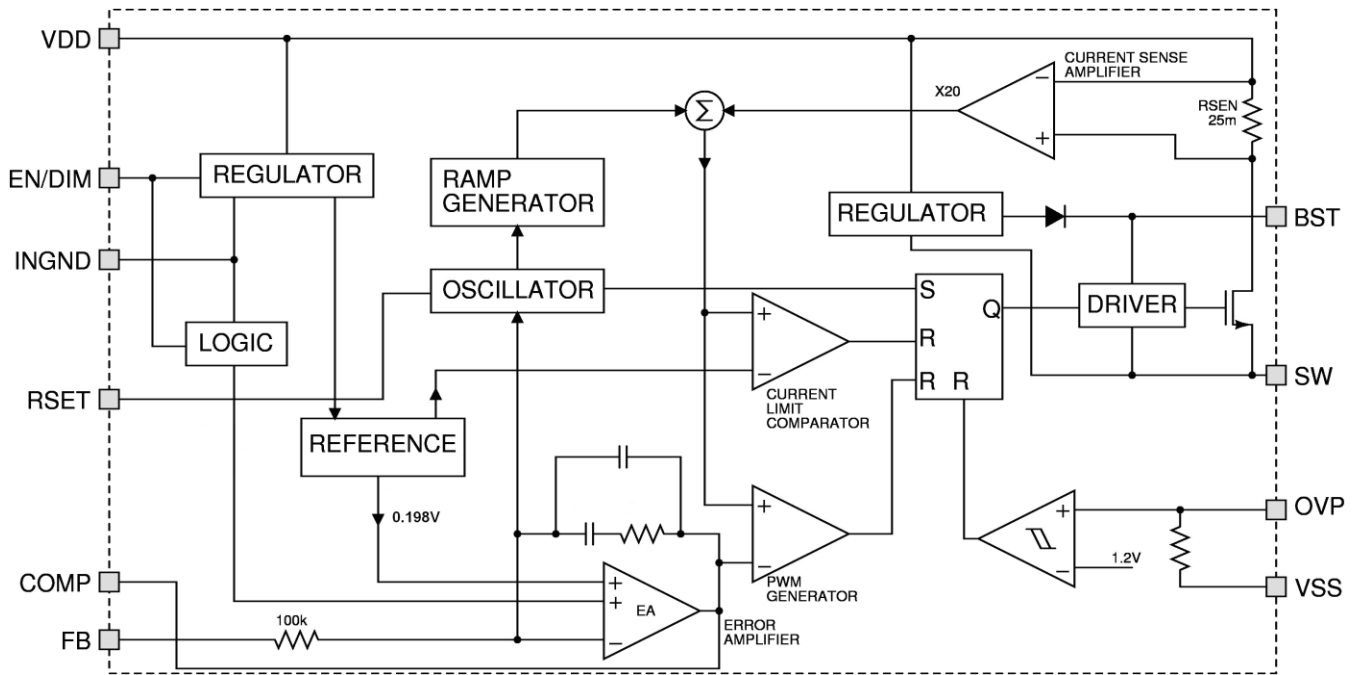 VDD
CURRENT SENSE
AMPLIFIER
X20
−
+
RSEN
25m
Σ
EN/DIM
REGULATOR
RAMP
GENERATOR
REGULATOR
BST
INGND
OSCILLATOR
S
Q
DRIVER
LOGIC
+
−
R
R R
SW
RSET
CURRENT
LIMIT
COMPARATOR
REFERENCE
0.198V
+
−
PWM
GENERATOR
+
−
1.2V
OVP
VSS
COMP
+
+
−
EA
ERROR
AMPLIFIER
100k
FB